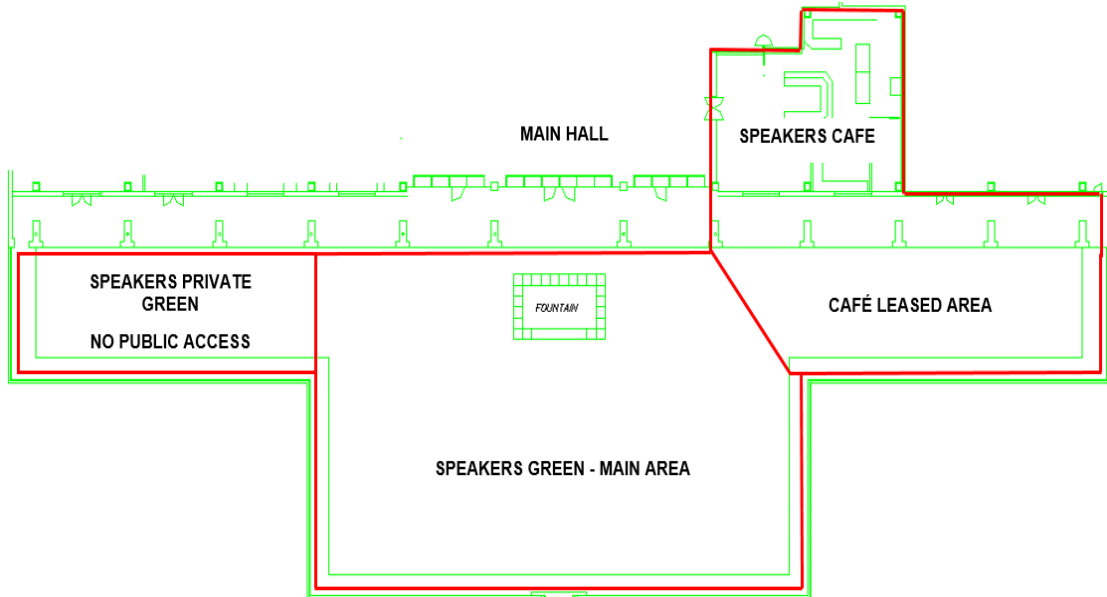 MAIN HALL
SPEAKERS CAFE
SPEAKERS PRIVATE
GREEN
NO PUBLIC ACCESS
FOUNTAIN
CAFÉ LEASED AREA
SPEAKERS GREEN - MAIN AREA